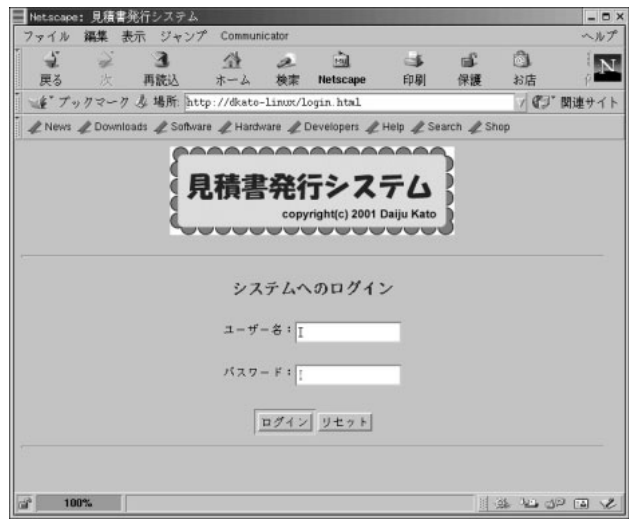 Netscape: 見積書発行システム
ファイル 編集 表示 ジャンプ Communicator ヘルプ
戻る 次 再読込 ホーム 検索 Netscape 印刷 保護 お店
N
ブックマーク 場所: http://dkato-linux/login.html 関連サイト
News Downloads Software Hardware Developers Help Search Shop
見積書発行システム
copyright(c) 2001 Daiju Kato
システムへのログイン
ユーザー名:
パスワード:
ログイン リセット
100%